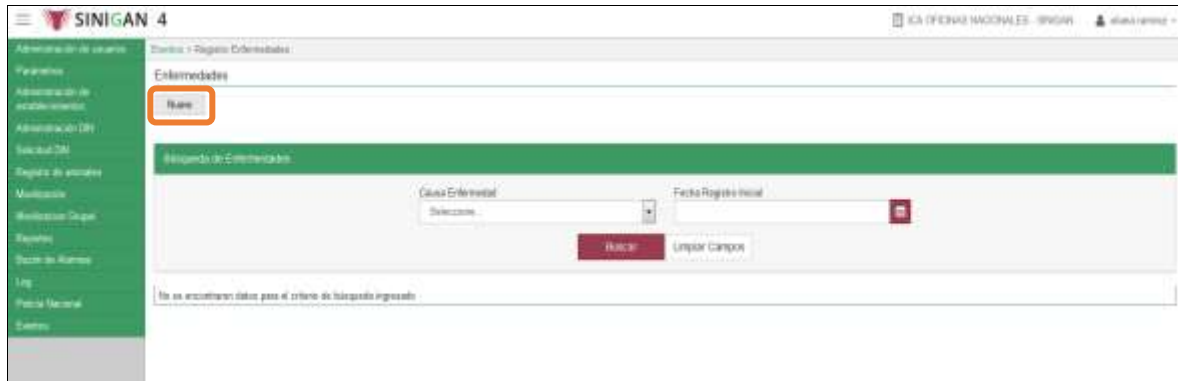 SINIGAN 4
ICA OFICINAS NACIONALES - SINIGAN
Administración de usuarios
Parametros
Administración de
establecimientos
Administración DIN
Solicitud DIN
Registro de animales
Movilización
Movilizacion Grupal
Reportes
Buzón de Alarmas
Log
Policía Nacional
Eventos
Eventos > Registro Enfermedades
Enfermedades
Nuevo
Búsqueda de Enfermedades
Causa Enfermedad
Seleccione...
Fecha Registro Inicial
Buscar
Limpiar Campos
No se encontraron datos para el criterio de búsqueda ingresado